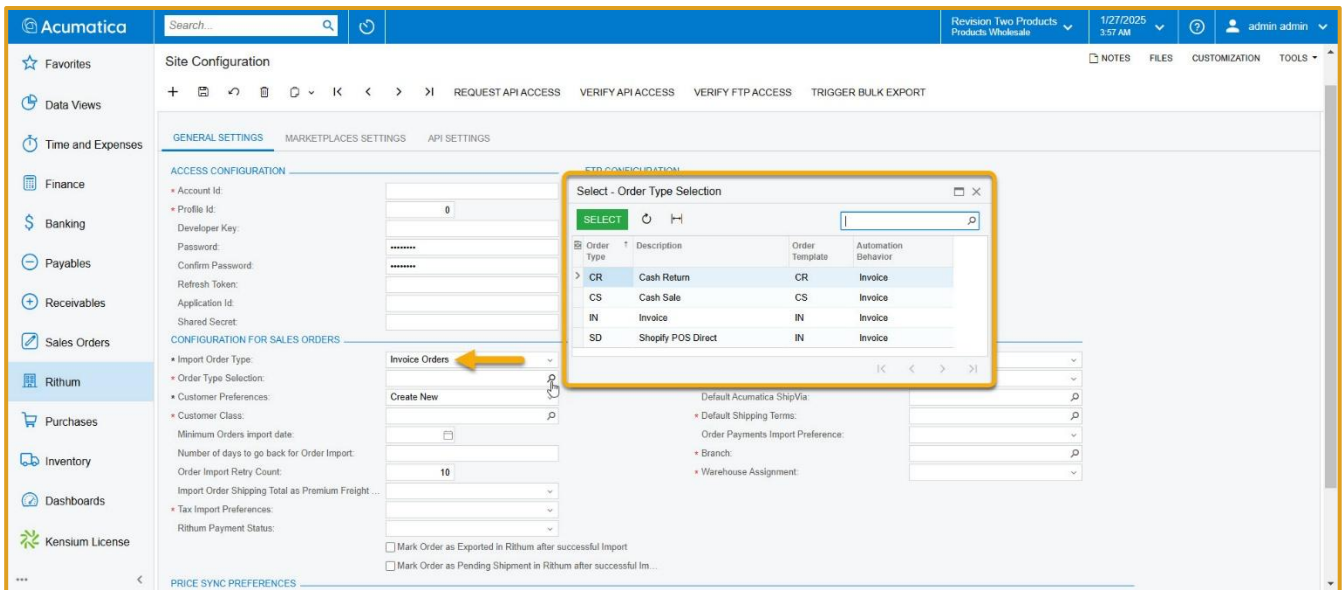 Acumatica
Search...
Revision Two Products
Products Wholesale
1/27/2025
3:57 AM
admin admin
Favorites
Data Views
Time and Expenses
Finance
Banking
Payables
Receivables
Sales Orders
Rithum
Purchases
Inventory
Dashboards
Kensium License
Site Configuration
NOTES FILES CUSTOMIZATION TOOLS
REQUEST API ACCESS VERIFY API ACCESS VERIFY FTP ACCESS TRIGGER BULK EXPORT
GENERAL SETTINGS MARKETPLACES SETTINGS API SETTINGS
ACCESS CONFIGURATION
Account Id:
Profile Id: 0
Developer Key:
Password: ••••••••
Confirm Password: ••••••••
Refresh Token:
Application Id:
Shared Secret:
CONFIGURATION FOR SALES ORDERS
Import Order Type: Invoice Orders
Order Type Selection:
Customer Preferences: Create New
Customer Class:
Minimum Orders import date:
Number of days to go back for Order Import:
Order Import Retry Count: 10
Import Order Shipping Total as Premium Freight ...
Tax Import Preferences:
Rithum Payment Status:
Mark Order as Exported in Rithum after successful Import
Mark Order as Pending Shipment in Rithum after successful Im...
PRICE SYNC PREFERENCES
FTP CONFIGURATION
Select - Order Type Selection
SELECT
Order Type Description Order Template Automation Behavior
CR Cash Return CR Invoice
CS Cash Sale CS Invoice
IN Invoice IN Invoice
SD Shopify POS Direct IN Invoice
Default Acumatica ShipVia:
Default Shipping Terms:
Order Payments Import Preference:
Branch:
Warehouse Assignment: